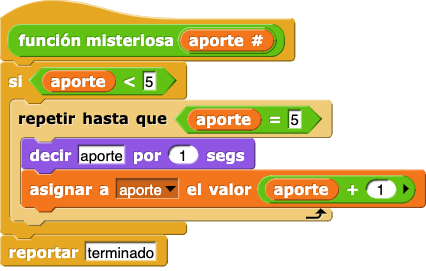 función misteriosa aporte #
si aporte < 5
repetir hasta que aporte = 5
decir aporte por 1 segs
asignar a aporte el valor aporte + 1
reportar terminado